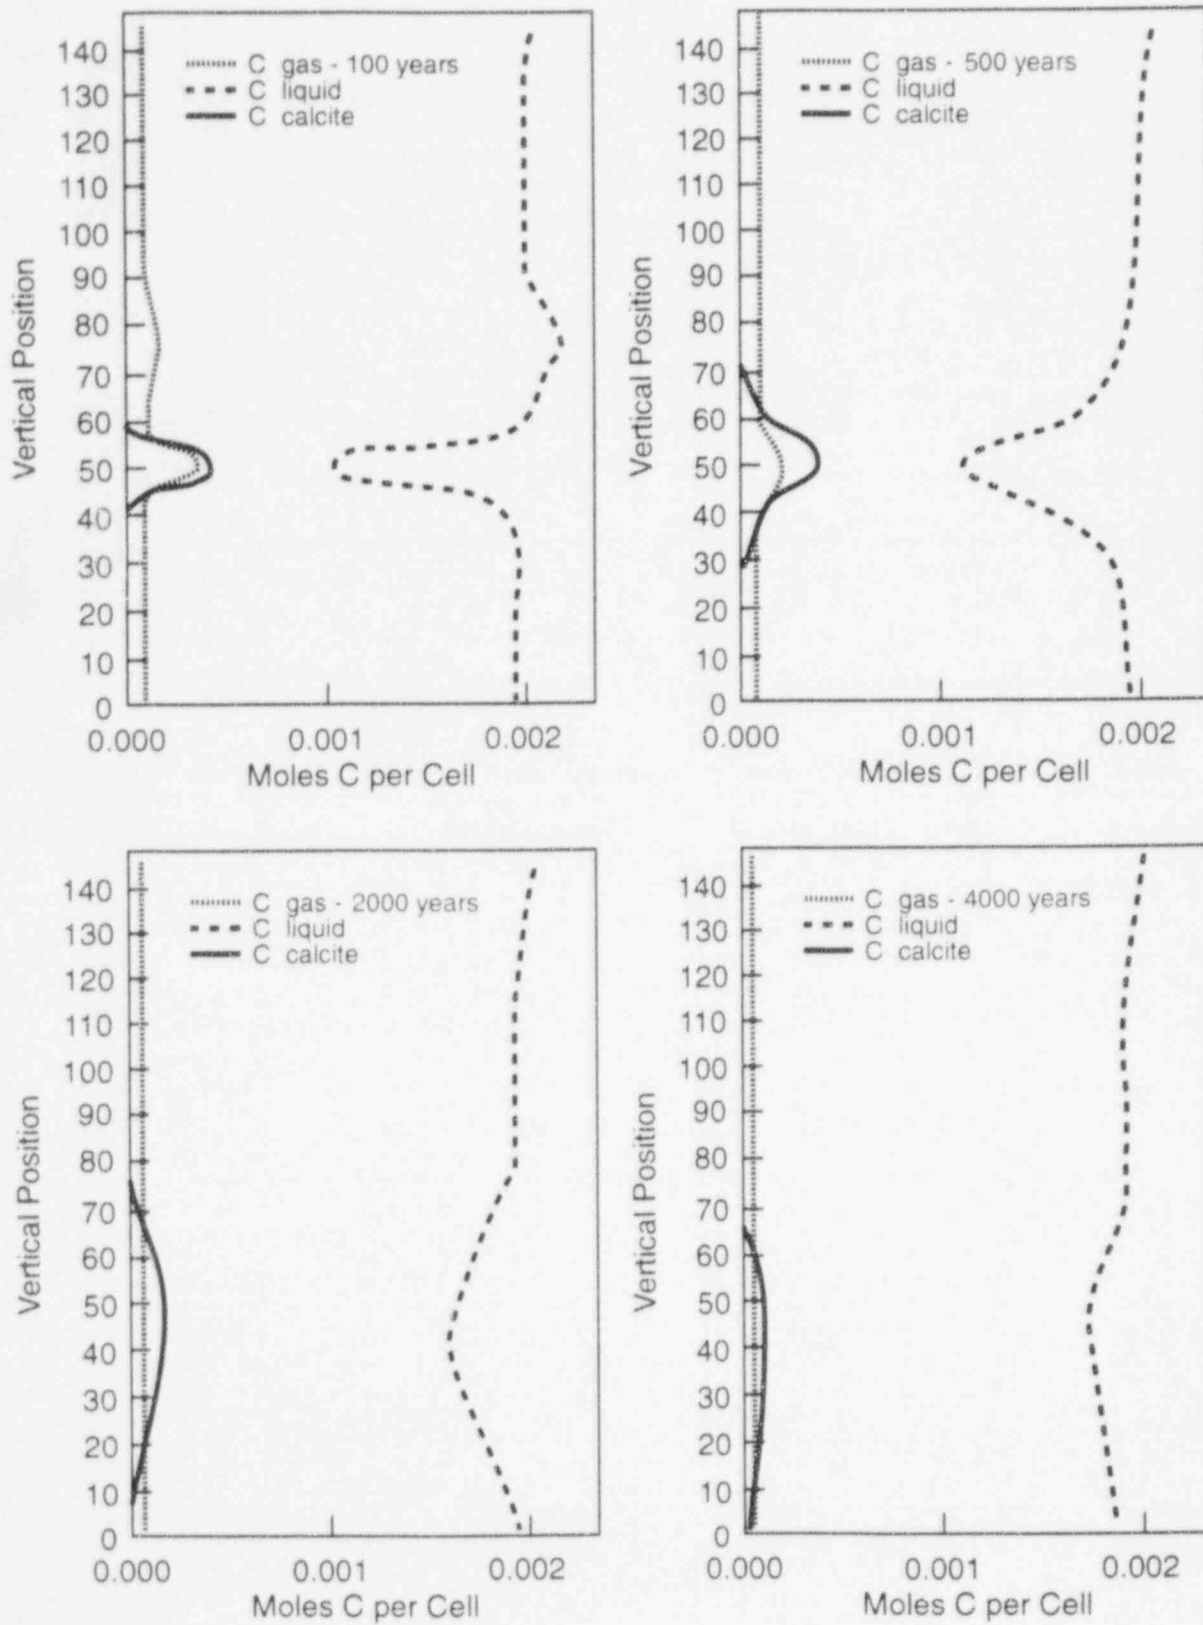 C gas - 100 years
C liquid
C calcite
140
130
120
110
100
90
80
70
60
50
40
30
20
10
0
Vertical Position
0.000 0.001 0.002
Moles C per Cell
C gas - 500 years
C liquid
C calcite
140
130
120
110
100
90
80
70
60
50
40
30
20
10
0
Vertical Position
0.000 0.001 0.002
Moles C per Cell
C gas - 2000 years
C liquid
C calcite
140
130
120
110
100
90
80
70
60
50
40
30
20
10
0
Vertical Position
0.000 0.001 0.002
Moles C per Cell
C gas - 4000 years
C liquid
C calcite
140
130
120
110
100
90
80
70
60
50
40
30
20
10
0
Vertical Position
0.000 0.001 0.002
Moles C per Cell